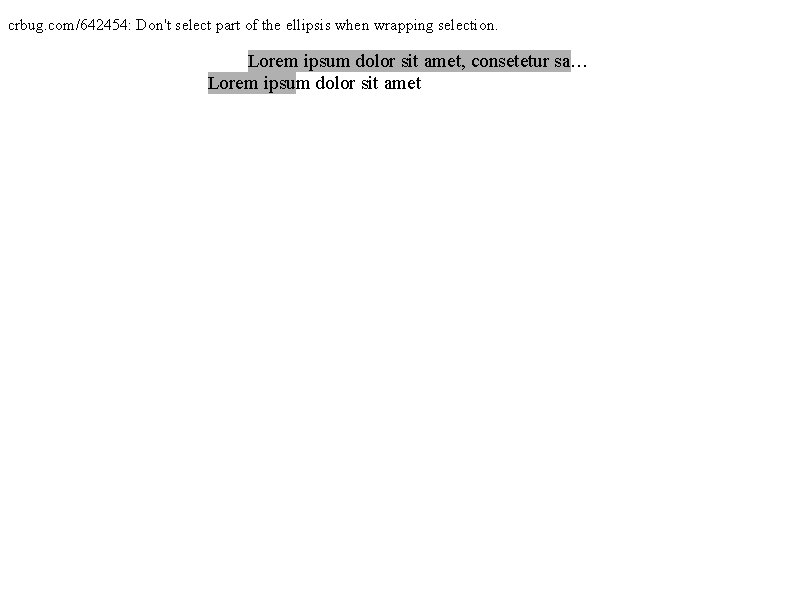 crbug.com/642454: Don't select part of the ellipsis when wrapping selection.
Lorem ipsum dolor sit amet, consetetur sa…
Lorem ipsum dolor sit amet